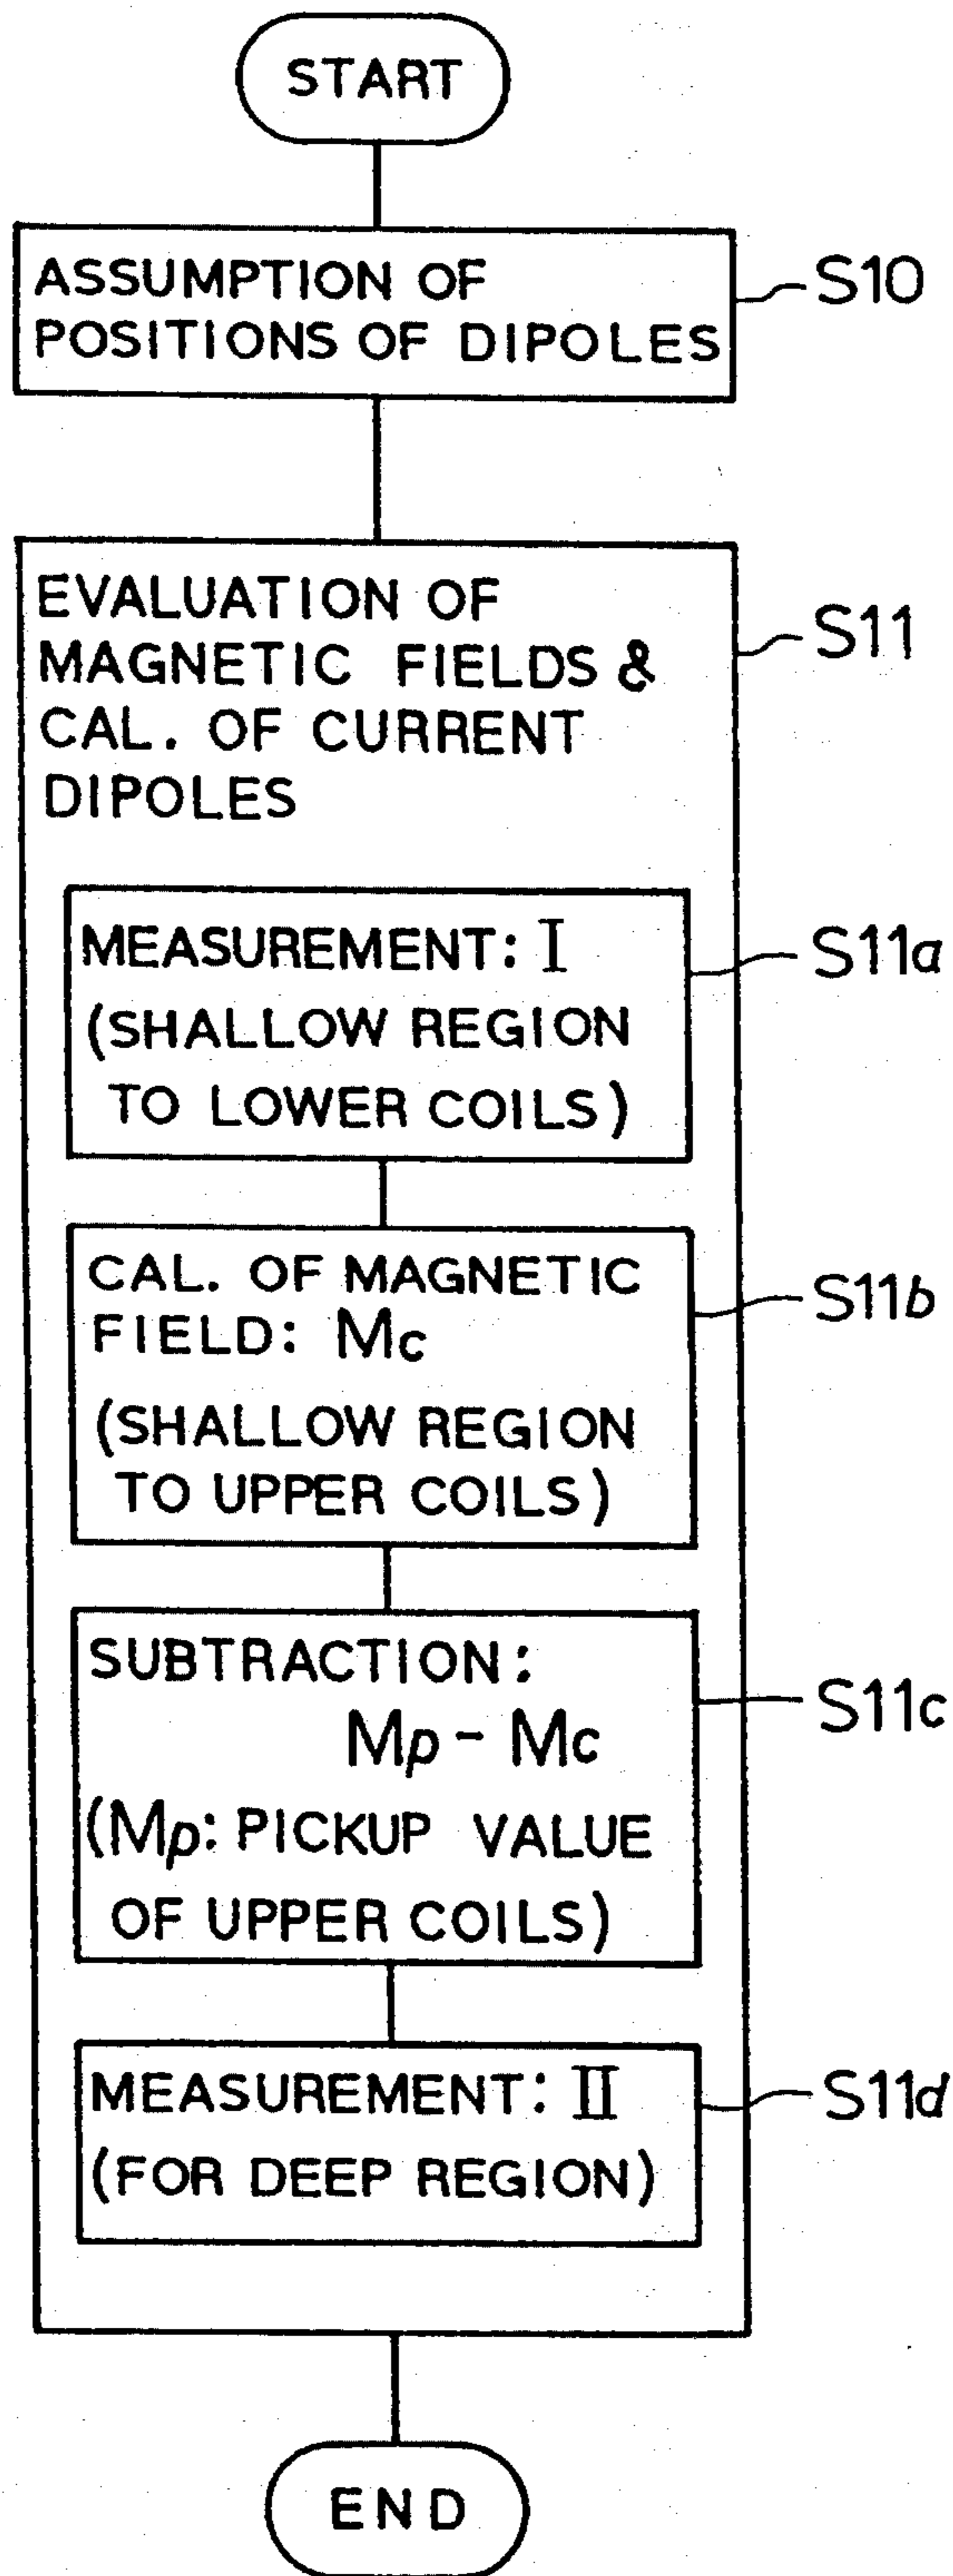 START
ASSUMPTION OF
POSITIONS OF DIPOLES
S10
EVALUATION OF
MAGNETIC FIELDS &
CAL. OF CURRENT
DIPOLES
S11
MEASUREMENT: I
(SHALLOW REGION
TO LOWER COILS)
S11a
CAL. OF MAGNETIC
FIELD: Mc
(SHALLOW REGION
TO UPPER COILS)
S11b
SUBTRACTION:
Mp - Mc
(Mp: PICKUP VALUE
OF UPPER COILS)
S11c
MEASUREMENT: II
(FOR DEEP REGION)
S11d
END